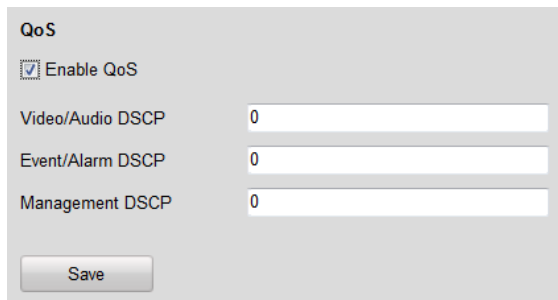 QoS
Enable QoS
Video/Audio DSCP 0
Event/Alarm DSCP 0
Management DSCP 0
Save